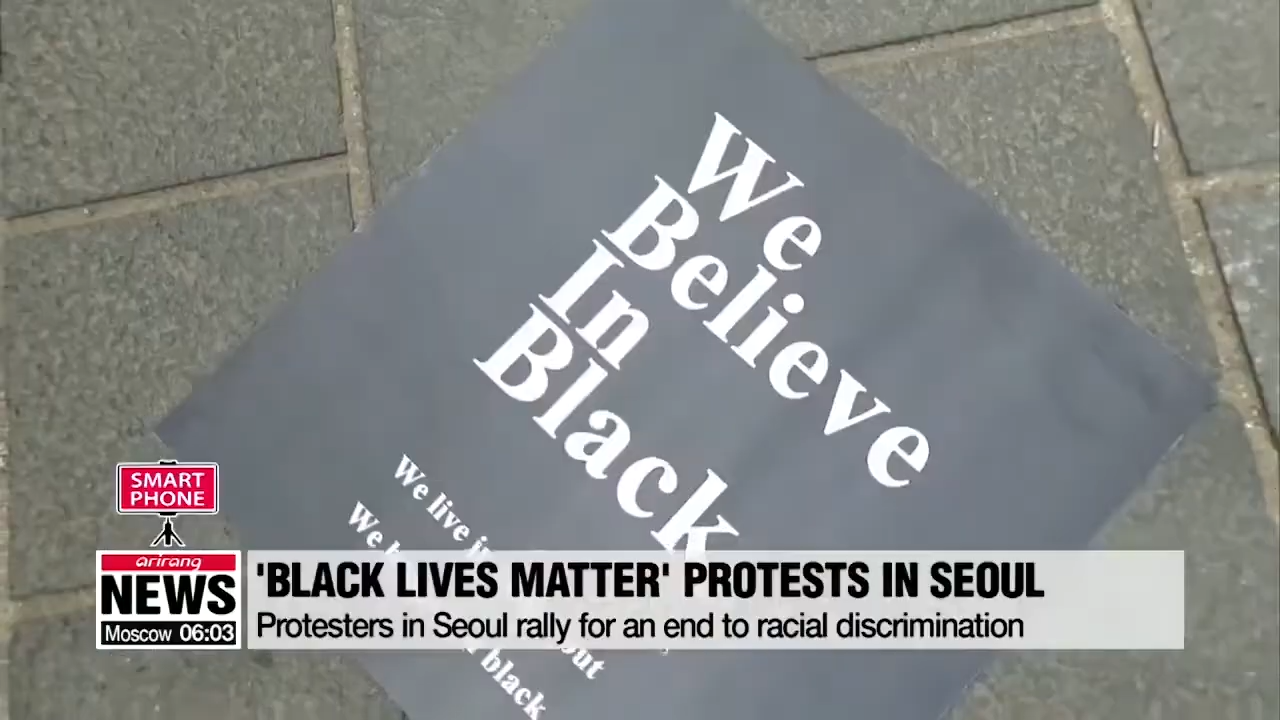 We
Believe
In
Black
We live
We
out
black
SMART
PHONE
arirang
NEWS
Moscow 06:03
'BLACK LIVES MATTER' PROTESTS IN SEOUL
Protesters in Seoul rally for an end to racial discrimination